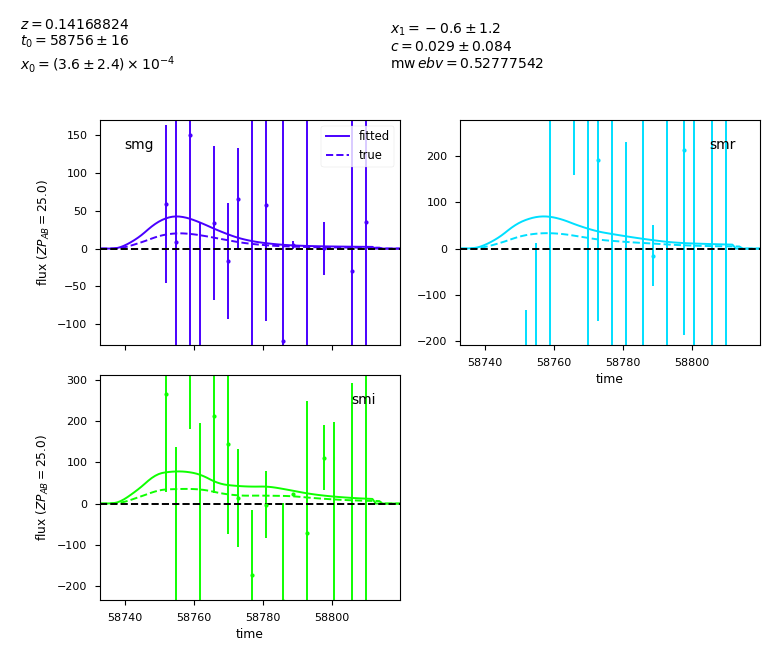 z = 0.14168824
t₀ = 58756 ± 16
x₀ = (3.6 ± 2.4) × 10⁻⁴
x₁ = −0.6 ± 1.2
c = 0.029 ± 0.084
mw ebv = 0.52777542
smg
fitted
true
150
100
50
0
−50
−100
flux (ZP_AB = 25.0)
smr
200
100
0
−100
−200
58740 58760 58780 58800
time
smi
300
200
100
0
−100
−200
flux (ZP_AB = 25.0)
58740 58760 58780 58800
time